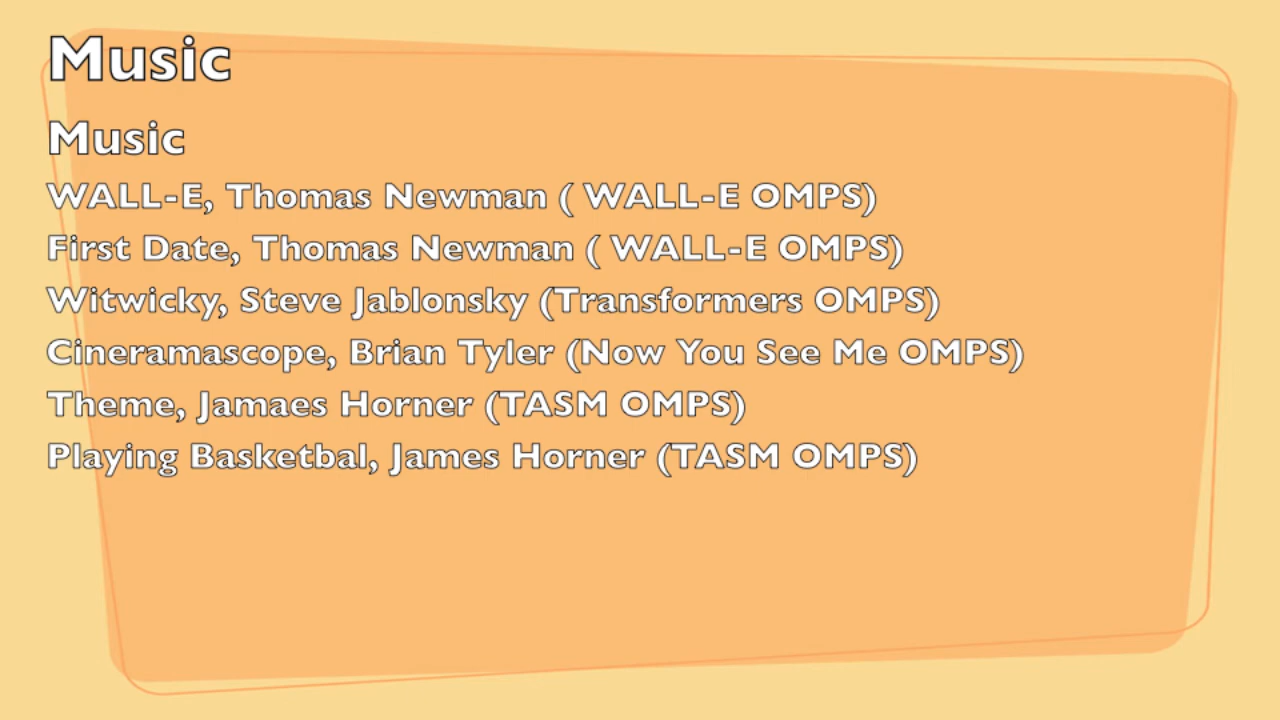 Music
Music
WALL-E, Thomas Newman ( WALL-E OMPS)
First Date, Thomas Newman ( WALL-E OMPS)
Witwicky, Steve Jablonsky (Transformers OMPS)
Cineramascope, Brian Tyler (Now You See Me OMPS)
Theme, Jamaes Horner (TASM OMPS)
Playing Basketbal, James Horner (TASM OMPS)